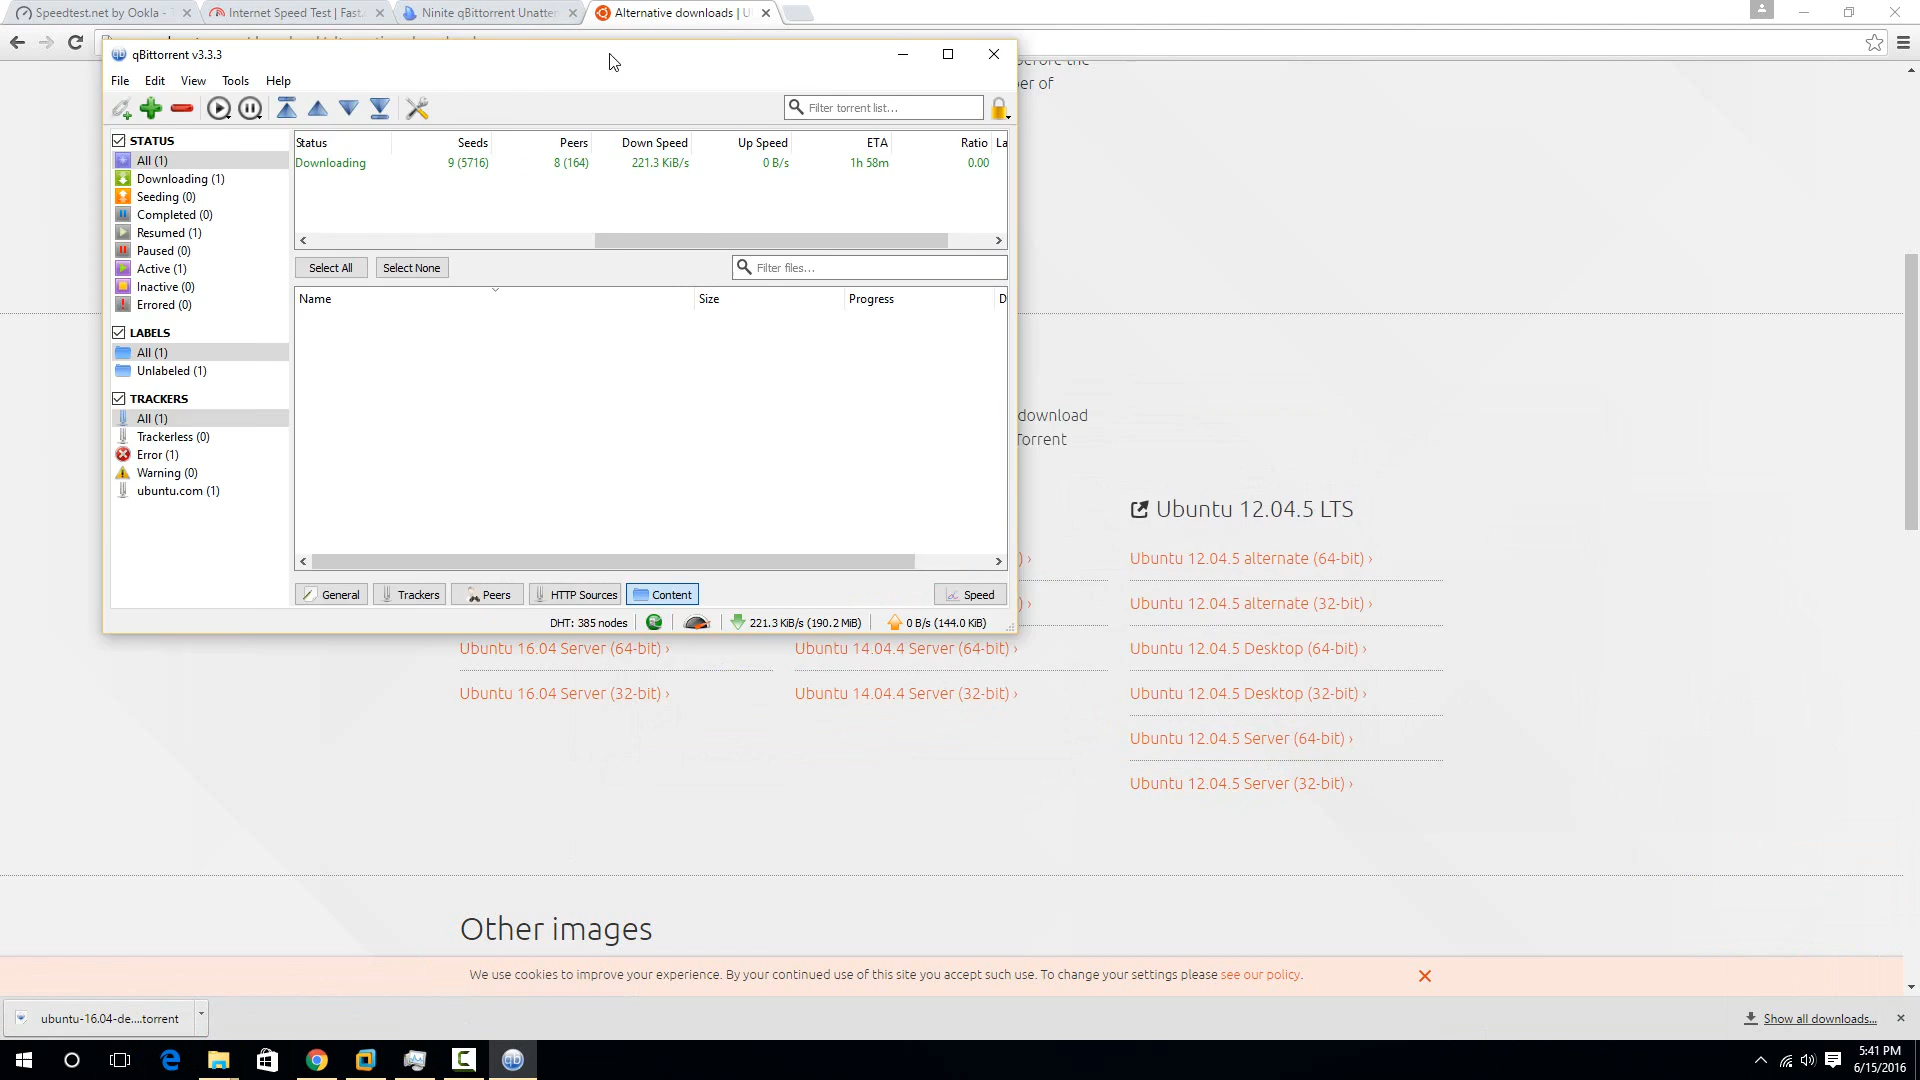 Speedtest.net by Ookla - T
Internet Speed Test | Fast.
Ninite qBittorrent Unatten
Alternative downloads | U
before the
er of
qBittorrent v3.3.3
File Edit View Tools Help
Filter torrent list...
STATUS
All (1)
Downloading (1)
Seeding (0)
Completed (0)
Resumed (1)
Paused (0)
Active (1)
Inactive (0)
Errored (0)
LABELS
All (1)
Unlabeled (1)
TRACKERS
All (1)
Trackerless (0)
Error (1)
Warning (0)
ubuntu.com (1)
Status Seeds Peers Down Speed Up Speed ETA Ratio La
Downloading 9 (5716) 8 (164) 221.3 KiB/s 0 B/s 1h 58m 0.00
Select All Select None Filter files...
Name Size Progress D
General Trackers Peers HTTP Sources Content Speed
DHT: 385 nodes 221.3 KiB/s (190.2 MiB) 0 B/s (144.0 KiB)
download
Torrent
) ›
) ›
Ubuntu 16.04 Server (64-bit) ›
Ubuntu 16.04 Server (32-bit) ›
Ubuntu 14.04.4 Server (64-bit) ›
Ubuntu 14.04.4 Server (32-bit) ›
Ubuntu 12.04.5 LTS
Ubuntu 12.04.5 alternate (64-bit) ›
Ubuntu 12.04.5 alternate (32-bit) ›
Ubuntu 12.04.5 Desktop (64-bit) ›
Ubuntu 12.04.5 Desktop (32-bit) ›
Ubuntu 12.04.5 Server (64-bit) ›
Ubuntu 12.04.5 Server (32-bit) ›
Other images
We use cookies to improve your experience. By your continued use of this site you accept such use. To change your settings please see our policy.
ubuntu-16.04-de....torrent
Show all downloads...
5:41 PM
6/15/2016